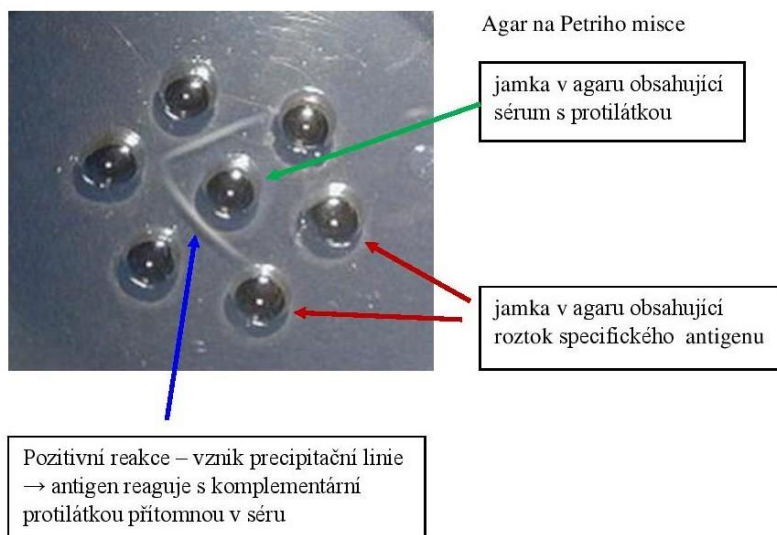 Agar na Petriho misce
jamka v agaru obsahující
sérum s protilátkou
jamka v agaru obsahující
roztok specifického antigenu
Pozitivní reakce – vznik precipitační linie
→ antigen reaguje s komplementární
protilátkou přítomnou v séru